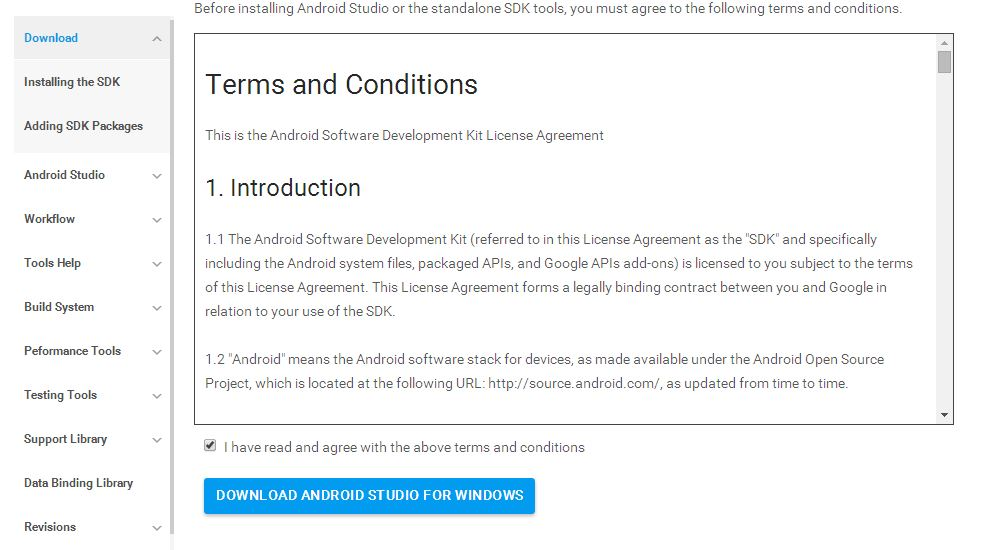 Before installing Android Studio or the standalone SDK tools, you must agree to the following terms and conditions.
Download
Installing the SDK
Adding SDK Packages
Android Studio
Workflow
Tools Help
Build System
Peformance Tools
Testing Tools
Support Library
Data Binding Library
Revisions
Terms and Conditions
This is the Android Software Development Kit License Agreement
1. Introduction
1.1 The Android Software Development Kit (referred to in this License Agreement as the "SDK" and specifically
including the Android system files, packaged APIs, and Google APIs add-ons) is licensed to you subject to the terms
of this License Agreement. This License Agreement forms a legally binding contract between you and Google in
relation to your use of the SDK.
1.2 "Android" means the Android software stack for devices, as made available under the Android Open Source
Project, which is located at the following URL: http://source.android.com/, as updated from time to time.
I have read and agree with the above terms and conditions
DOWNLOAD ANDROID STUDIO FOR WINDOWS